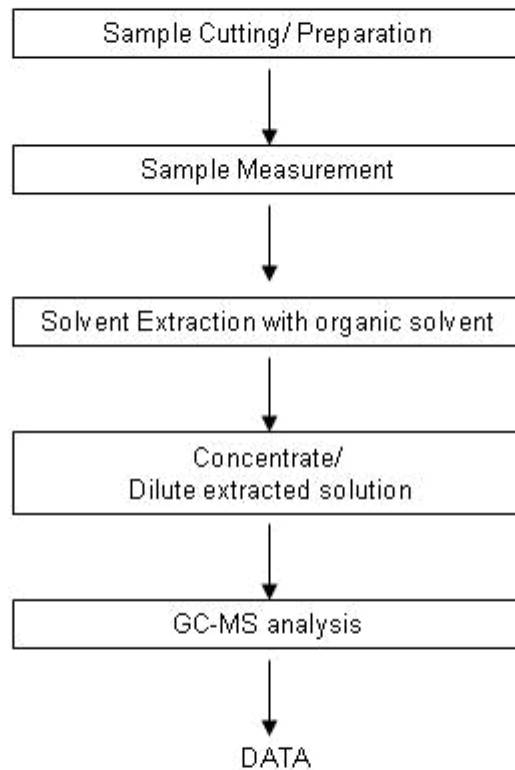 Sample Cutting/ Preparation
Sample Measurement
Solvent Extraction with organic solvent
Concentrate/
Dilute extracted solution
GC-MS analysis
DATA